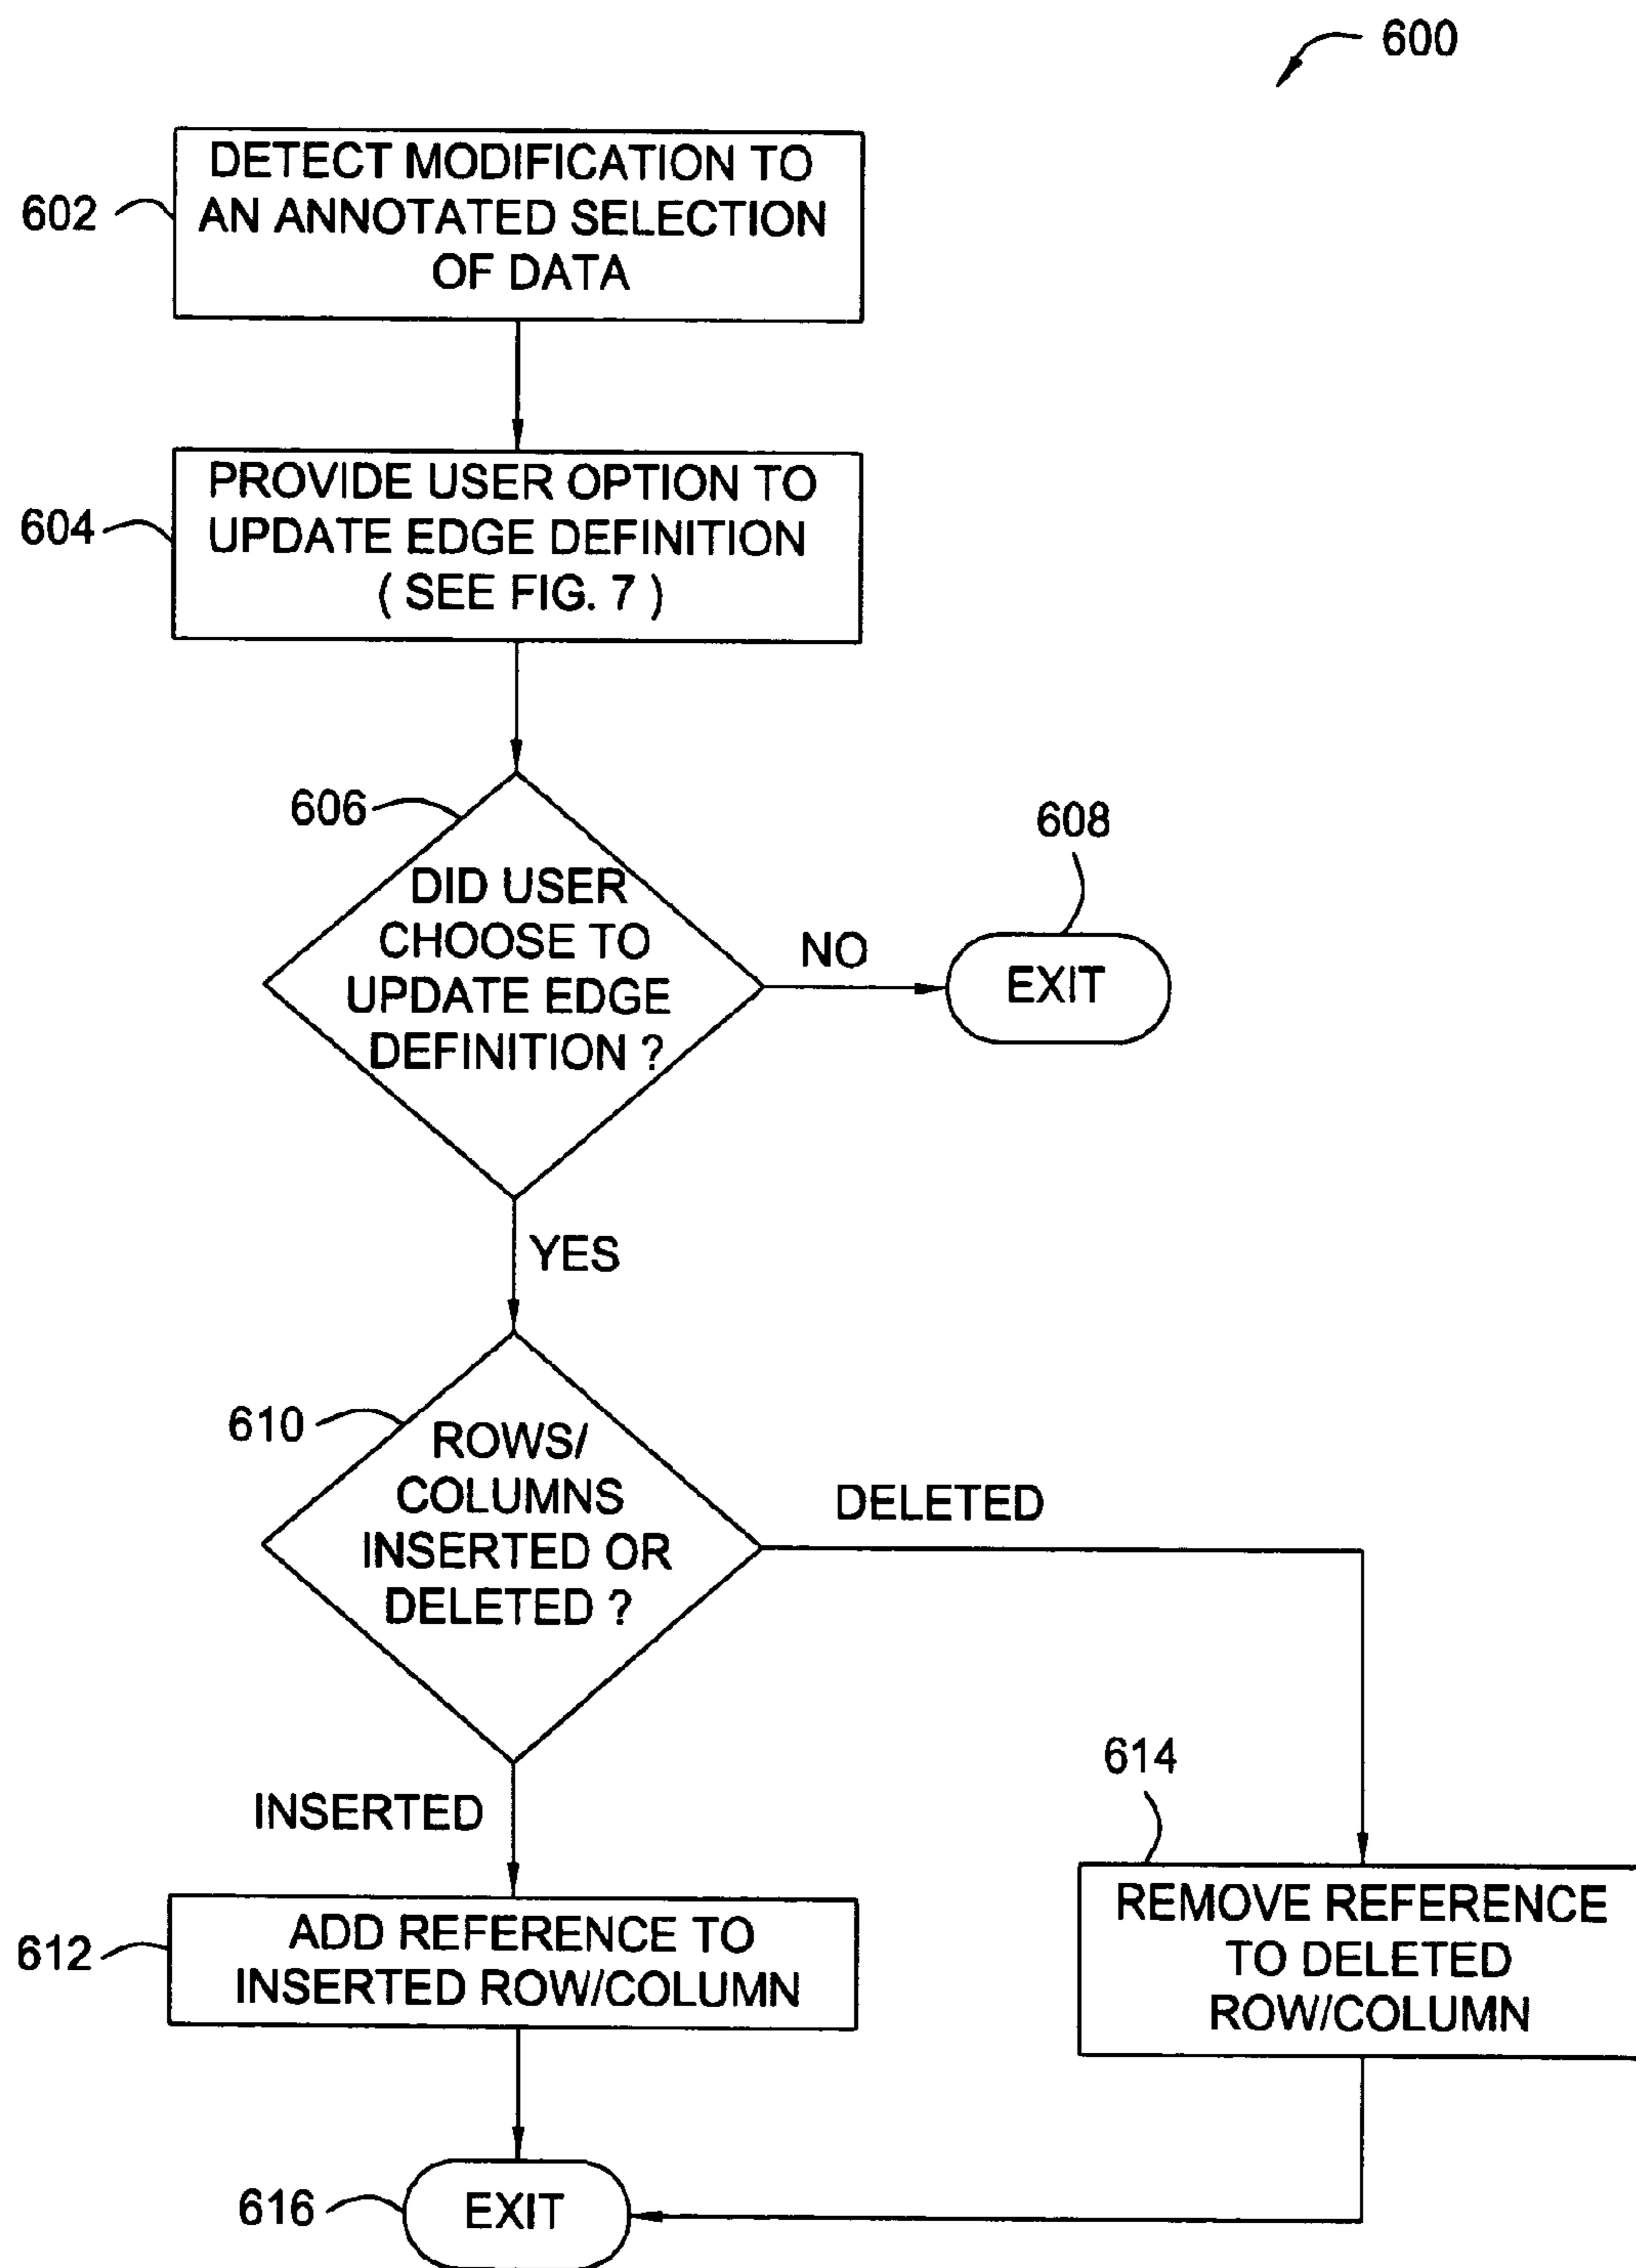 600
602
DETECT MODIFICATION TO
AN ANNOTATED SELECTION
OF DATA
604
PROVIDE USER OPTION TO
UPDATE EDGE DEFINITION
( SEE FIG. 7 )
606
DID USER
CHOOSE TO
UPDATE EDGE
DEFINITION ?
NO
608
EXIT
YES
610
ROWS/
COLUMNS
INSERTED OR
DELETED ?
DELETED
INSERTED
612
ADD REFERENCE TO
INSERTED ROW/COLUMN
614
REMOVE REFERENCE
TO DELETED
ROW/COLUMN
616
EXIT